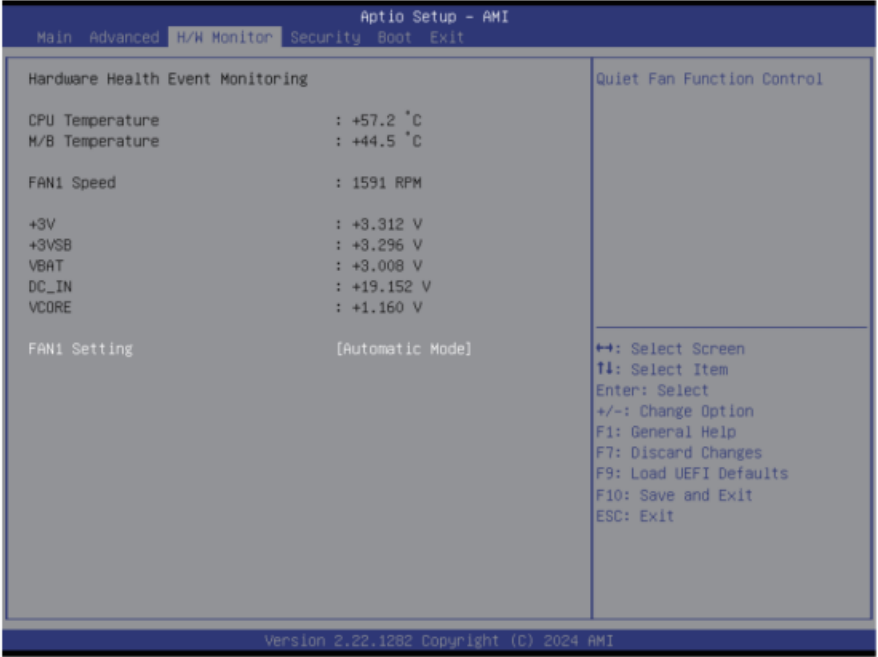 Aptio Setup - AMI
Main Advanced H/W Monitor Security Boot Exit
Hardware Health Event Monitoring
CPU Temperature : +57.2 °C
M/B Temperature : +44.5 °C
FAN1 Speed : 1591 RPM
+3V : +3.312 V
+3VSB : +3.296 V
VBAT : +3.008 V
DC_IN : +19.152 V
VCORE : +1.160 V
FAN1 Setting [Automatic Mode]
Quiet Fan Function Control
↔: Select Screen
↑↓: Select Item
Enter: Select
+/-: Change Option
F1: General Help
F7: Discard Changes
F9: Load UEFI Defaults
F10: Save and Exit
ESC: Exit
Version 2.22.1282 Copyright (C) 2024 AMI